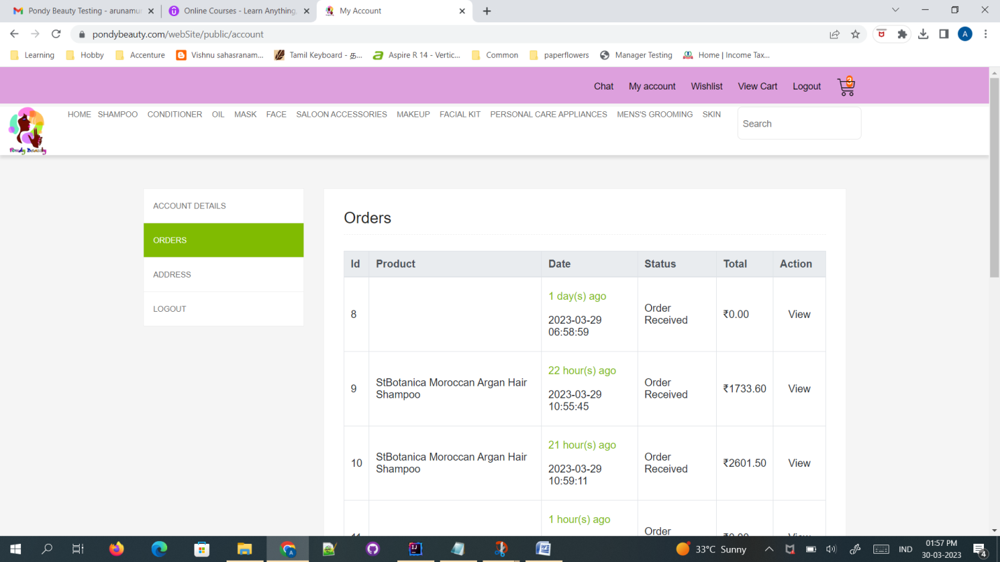 Pondy Beauty Testing - arunamur
Online Courses - Learn Anything,
My Account
pondybeauty.com/webSite/public/account
A
Learning
Hobby
Accenture
Vishnu sahasranam...
Tamil Keyboard - த...
Aspire R 14 - Vertic...
Common
paperflowers
Manager Testing
Home | Income Tax...
Chat
My account
Wishlist
View Cart
Logout
3
Pondy Beauty
HOME
SHAMPOO
CONDITIONER
OIL
MASK
FACE
SALOON ACCESSORIES
MAKEUP
FACIAL KIT
PERSONAL CARE APPLIANCES
MENS'S GROOMING
SKIN
Search
ACCOUNT DETAILS
ORDERS
ADDRESS
LOGOUT
Orders
Id Product Date Status Total Action
8
1 day(s) ago
2023-03-29
06:58:59
Order
Received
₹0.00
View
9
StBotanica Moroccan Argan Hair
Shampoo
22 hour(s) ago
2023-03-29
10:55:45
Order
Received
₹1733.60
View
10
StBotanica Moroccan Argan Hair
Shampoo
21 hour(s) ago
2023-03-29
10:59:11
Order
Received
₹2601.50
View
11
1 hour(s) ago
Order
₹0.00
View
33°C Sunny
IND
01:57 PM
30-03-2023
4